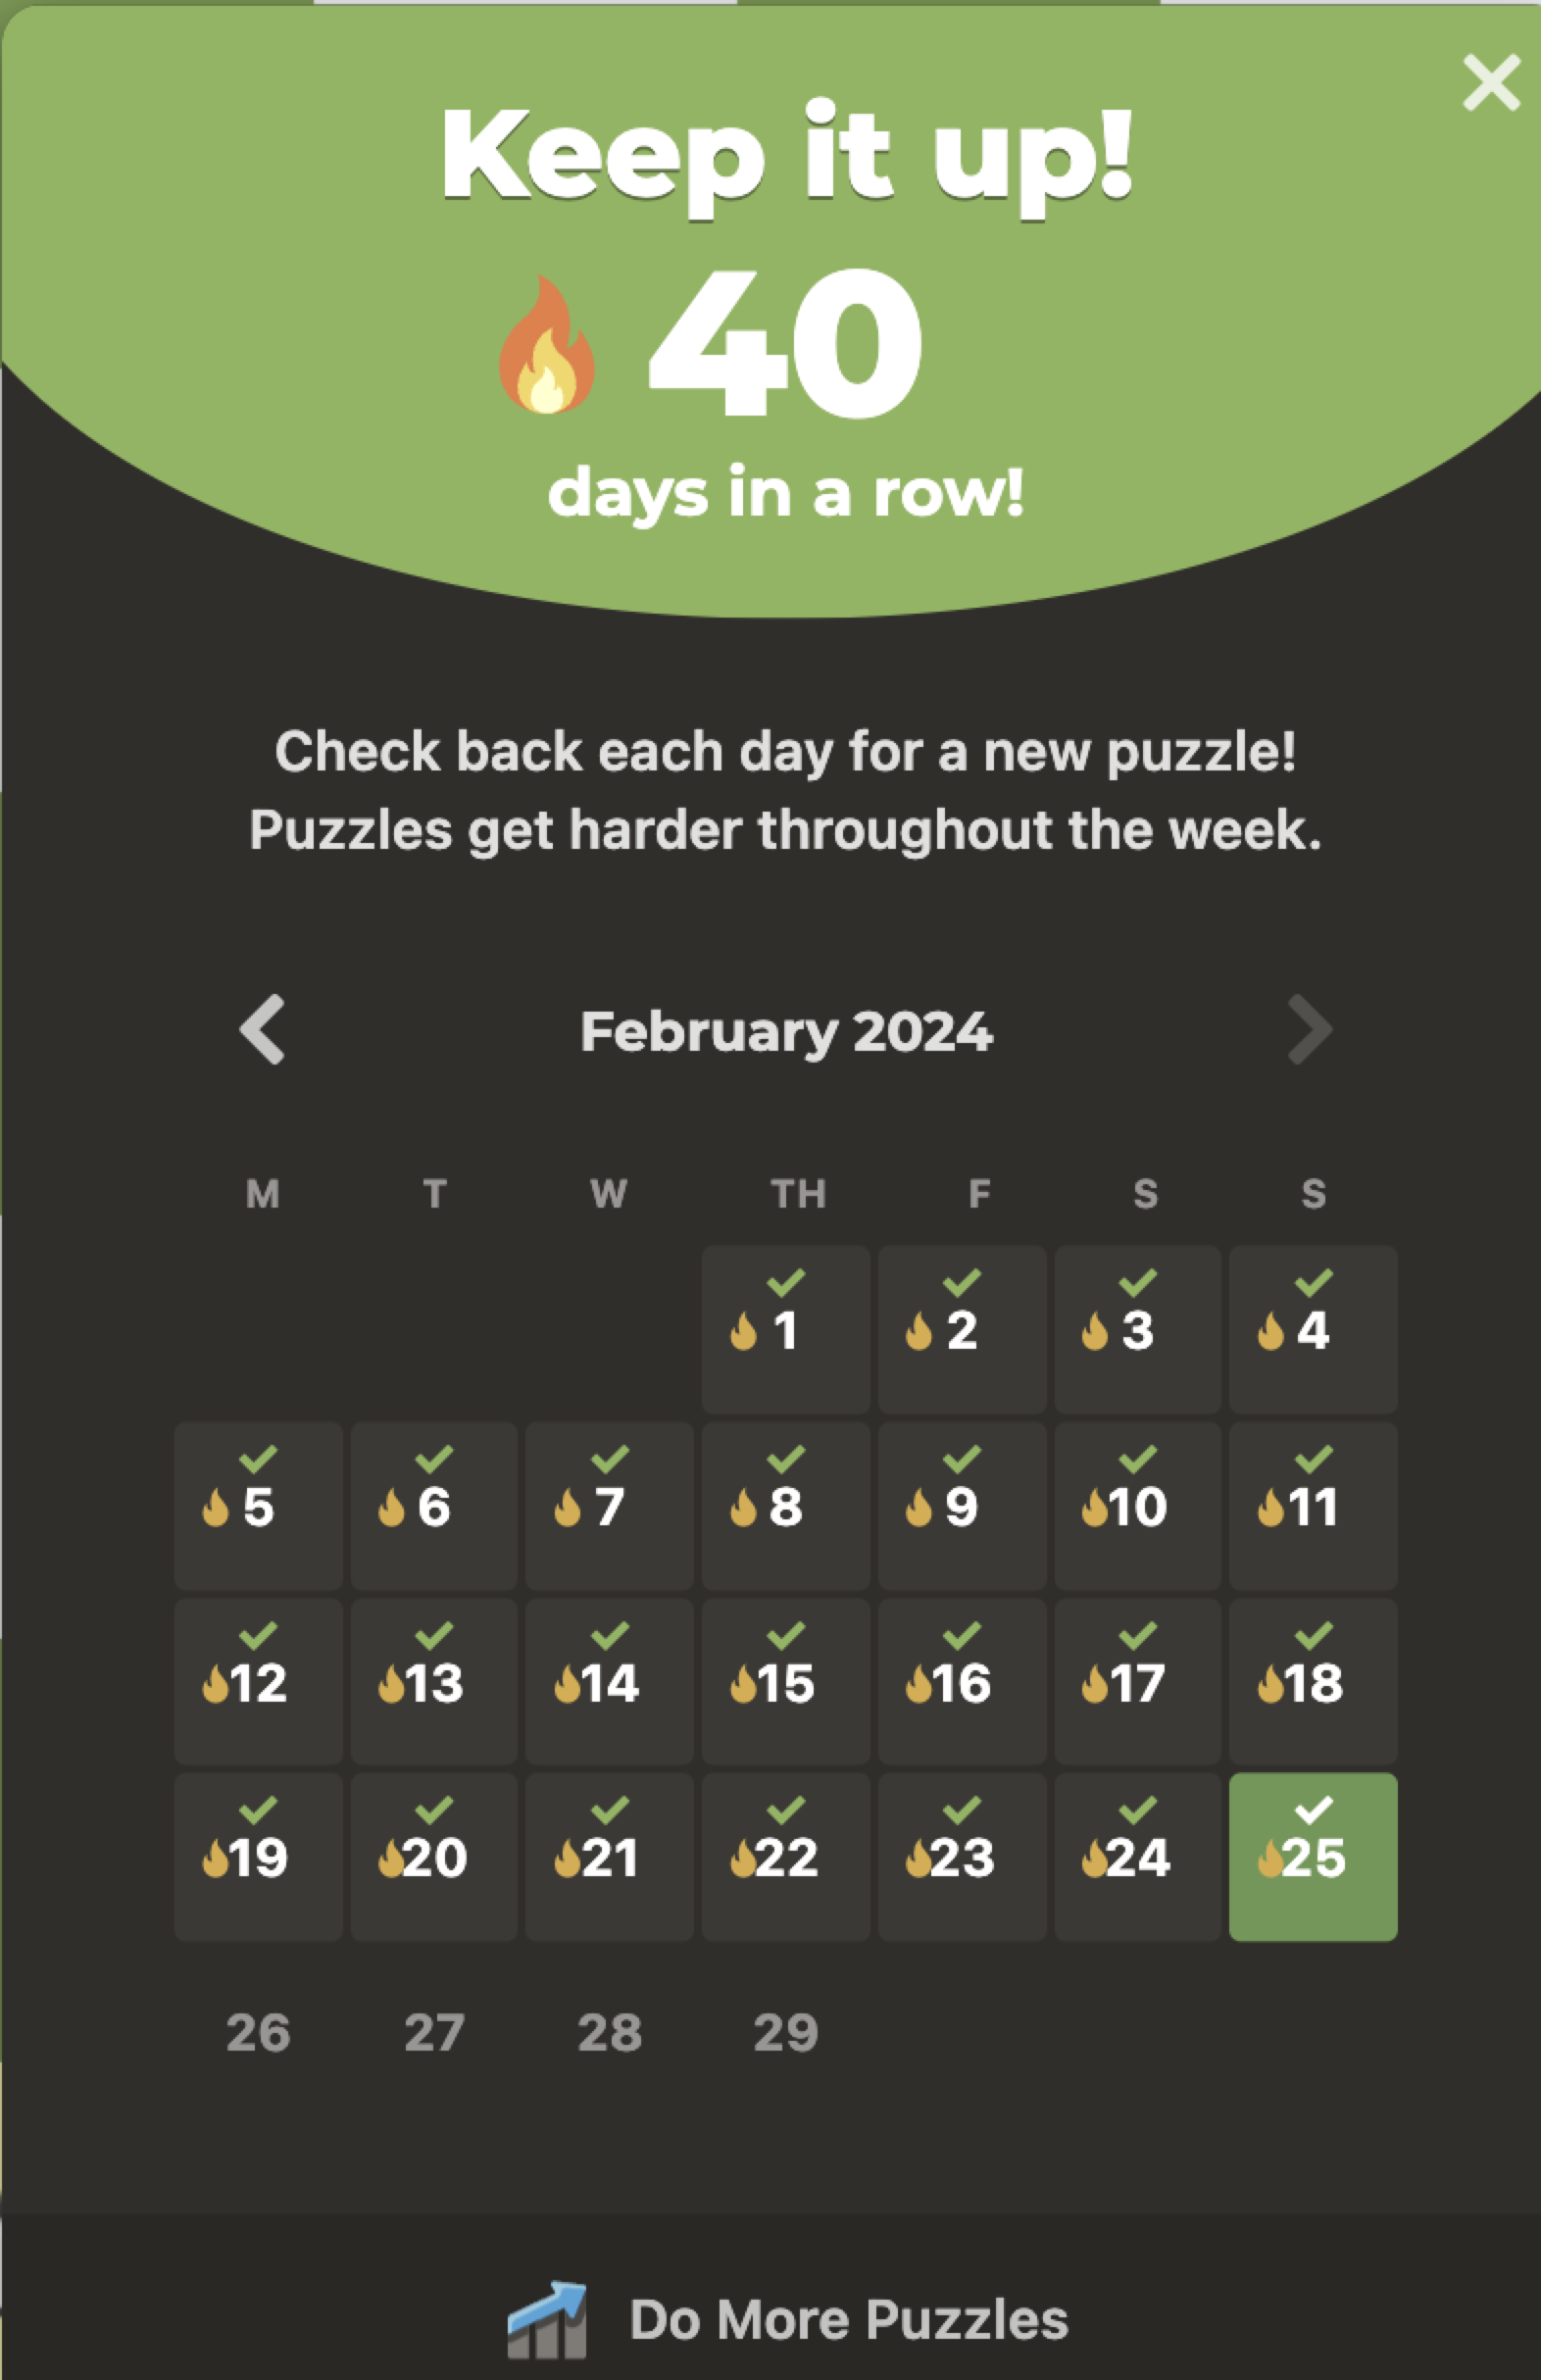 Keep it up!
40
days in a row!
Check back each day for a new puzzle!
Puzzles get harder throughout the week.
February 2024
M T W TH F S S
1 2 3 4
5 6 7 8 9 10 11
12 13 14 15 16 17 18
19 20 21 22 23 24 25
26 27 28 29
Do More Puzzles